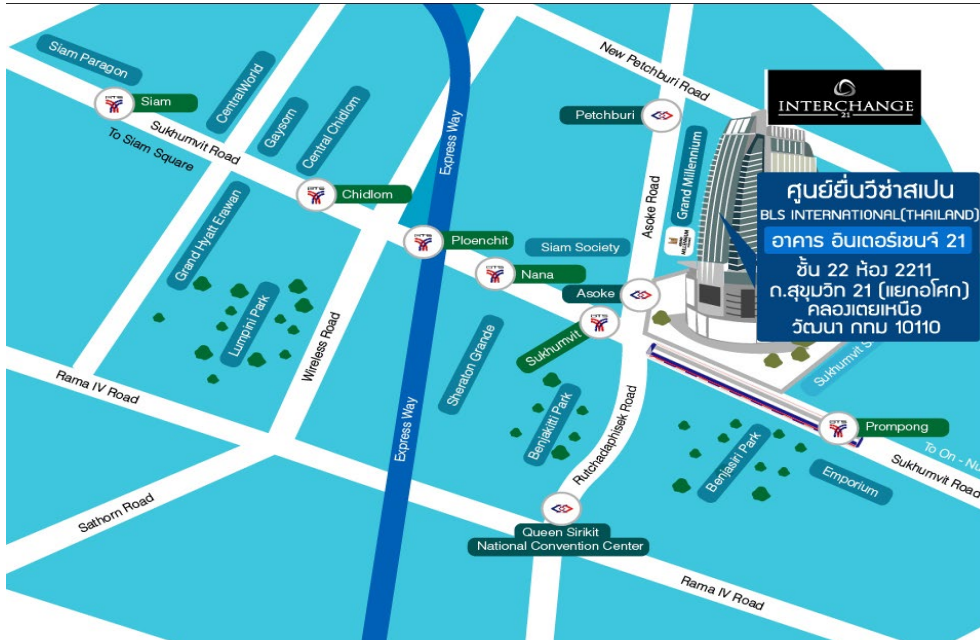 Siam Paragon
Siam
CentralWorld
Gaysorn
Central Chidlom
Sukhumvit Road
To Siam Square
Chidlom
Grand Hyatt Erawan
Lumpini Park
Wireless Road
Rama IV Road
Sathorn Road
Express Way
Ploenchit
Nana
Siam Society
Asoke
Sukhumvit
Sheraton Grande
Express Way
Benjakitti Park
Rutchadaphisek Road
Queen Sirikit
National Convention Center
Rama IV Road
New Petchburi Road
Petchburi
Asoke Road
Grand Millennium
INTERCHANGE
21
ศูนย์ยื่นวีซ่าสเปน
BLS INTERNATIONAL(THAILAND)
อาคาร อินเตอร์เชนจ์ 21
ชั้น 22 ห้อง 2211
ถ.สุขุมวิท 21 (แยกอโศก)
คลองเตยเหนือ
วัฒนา กทม 10110
Sukhumvit
Prompong
Benjasiri Park
Emporium
To On - Nu
Sukhumvit Road